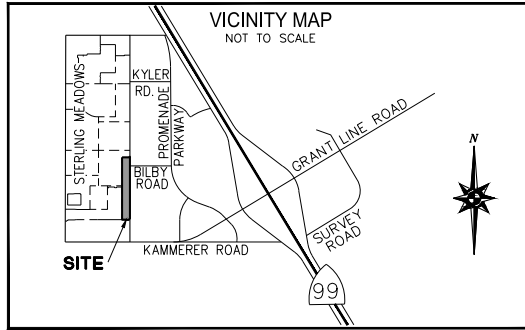 VICINITY MAP
NOT TO SCALE
KYLER
RD.
PROMENADE
PARKWAY
STERLING MEADOWS
BILBY
ROAD
GRANT LINE ROAD
SURVEY
ROAD
KAMMERER ROAD
SITE
99
N